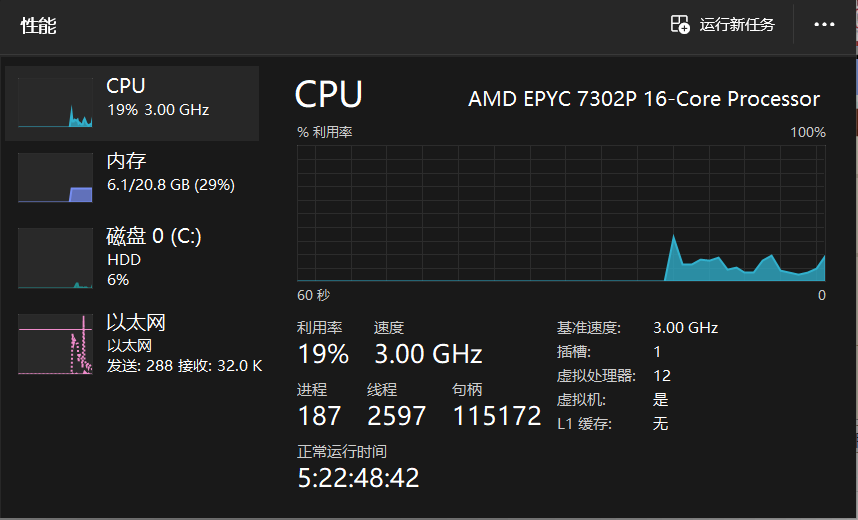 性能
运行新任务
CPU
19% 3.00 GHz
内存
6.1/20.8 GB (29%)
磁盘 0 (C:)
HDD
6%
以太网
以太网
发送: 288 接收: 32.0 K
CPU
AMD EPYC 7302P 16-Core Processor
% 利用率
100%
60 秒
0
利用率
速度
19%
3.00 GHz
进程
线程
句柄
187
2597
115172
正常运行时间
5:22:48:42
基准速度: 3.00 GHz
插槽: 1
虚拟处理器: 12
虚拟机: 是
L1 缓存: 无